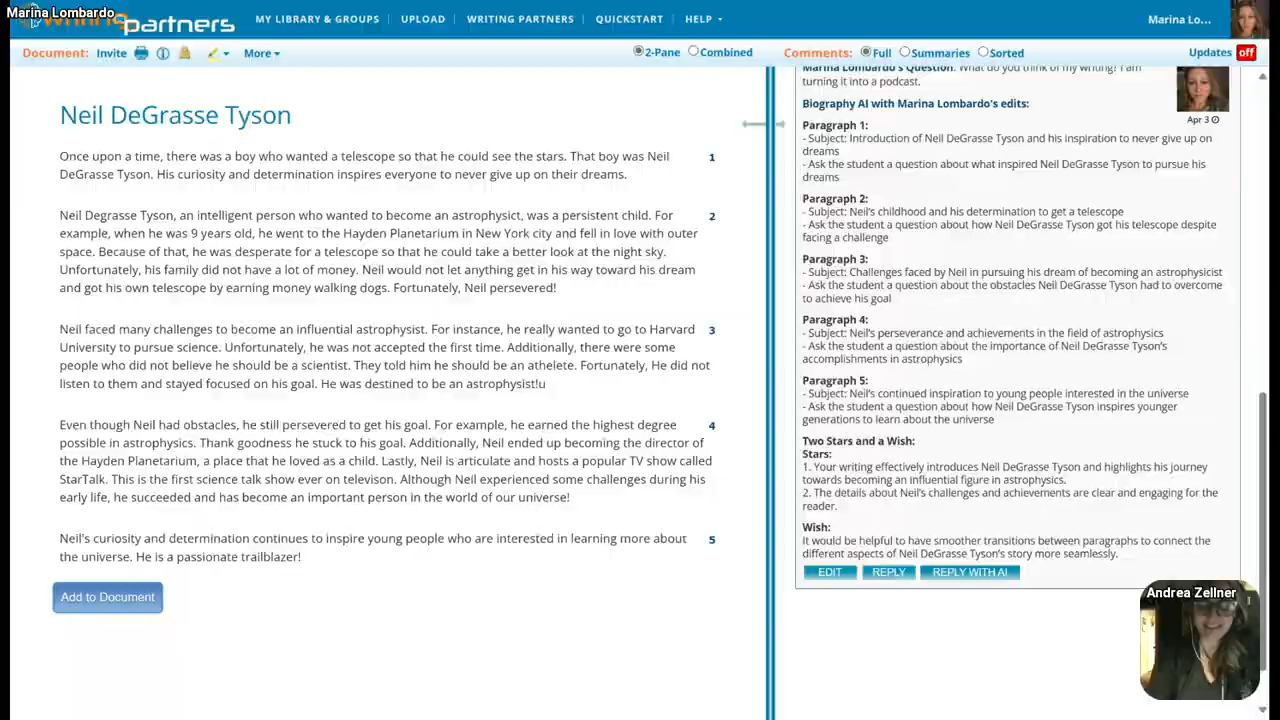 Marina Lombardo
partners
MY LIBRARY & GROUPS UPLOAD WRITING PARTNERS QUICKSTART HELP
Marina Lo...
Document: Invite More
2-Pane Combined
Comments: Full Summaries Sorted
Updates off
Neil DeGrasse Tyson
Once upon a time, there was a boy who wanted a telescope so that he could see the stars. That boy was Neil 1
DeGrasse Tyson. His curiosity and determination inspires everyone to never give up on their dreams.
Neil Degrasse Tyson, an intelligent person who wanted to become an astrophysict, was a persistent child. For 2
example, when he was 9 years old, he went to the Hayden Planetarium in New York city and fell in love with outer
space. Because of that, he was desperate for a telescope so that he could take a better look at the night sky.
Unfortunately, his family did not have a lot of money. Neil would not let anything get in his way toward his dream
and got his own telescope by earning money walking dogs. Fortunately, Neil persevered!
Neil faced many challenges to become an influential astrophysist. For instance, he really wanted to go to Harvard 3
University to pursue science. Unfortunately, he was not accepted the first time. Additionally, there were some
people who did not believe he should be a scientist. They told him he should be an athelete. Fortunately, He did not
listen to them and stayed focused on his goal. He was destined to be an astrophysist!u
Even though Neil had obstacles, he still persevered to get his goal. For example, he earned the highest degree 4
possible in astrophysics. Thank goodness he stuck to his goal. Additionally, Neil ended up becoming the director of
the Hayden Planetarium, a place that he loved as a child. Lastly, Neil is articulate and hosts a popular TV show called
StarTalk. This is the first science talk show ever on televison. Although Neil experienced some challenges during his
early life, he succeeded and has become an important person in the world of our universe!
Neil's curiosity and determination continues to inspire young people who are interested in learning more about 5
the universe. He is a passionate trailblazer!
Add to Document
Marina Lombardo's Question: What do you think of my writing? I am
turning it into a podcast.
Apr 3
Biography AI with Marina Lombardo's edits:
Paragraph 1:
- Subject: Introduction of Neil DeGrasse Tyson and his inspiration to never give up on
dreams
- Ask the student a question about what inspired Neil DeGrasse Tyson to pursue his
dreams
Paragraph 2:
- Subject: Neil's childhood and his determination to get a telescope
- Ask the student a question about how Neil DeGrasse Tyson got his telescope despite
facing a challenge
Paragraph 3:
- Subject: Challenges faced by Neil in pursuing his dream of becoming an astrophysicist
- Ask the student a question about the obstacles Neil DeGrasse Tyson had to overcome
to achieve his goal
Paragraph 4:
- Subject: Neil's perseverance and achievements in the field of astrophysics
- Ask the student a question about the importance of Neil DeGrasse Tyson's
accomplishments in astrophysics
Paragraph 5:
- Subject: Neil's continued inspiration to young people interested in the universe
- Ask the student a question about how Neil DeGrasse Tyson inspires younger
generations to learn about the universe
Two Stars and a Wish:
Stars:
1. Your writing effectively introduces Neil DeGrasse Tyson and highlights his journey
towards becoming an influential figure in astrophysics.
2. The details about Neil's challenges and achievements are clear and engaging for the
reader.
Wish:
It would be helpful to have smoother transitions between paragraphs to connect the
different aspects of Neil DeGrasse Tyson's story more seamlessly.
EDIT REPLY REPLY WITH AI
Andrea Zellner